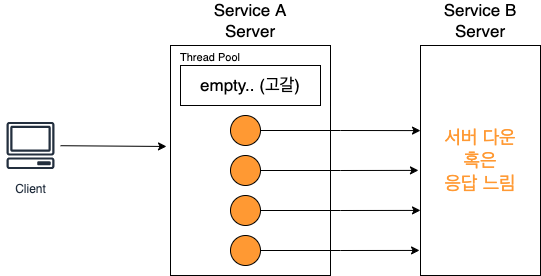 Service A
Server
Service B
Server
Thread Pool
empty.. (고갈)
서버 다운
혹은
응답 느림
Client